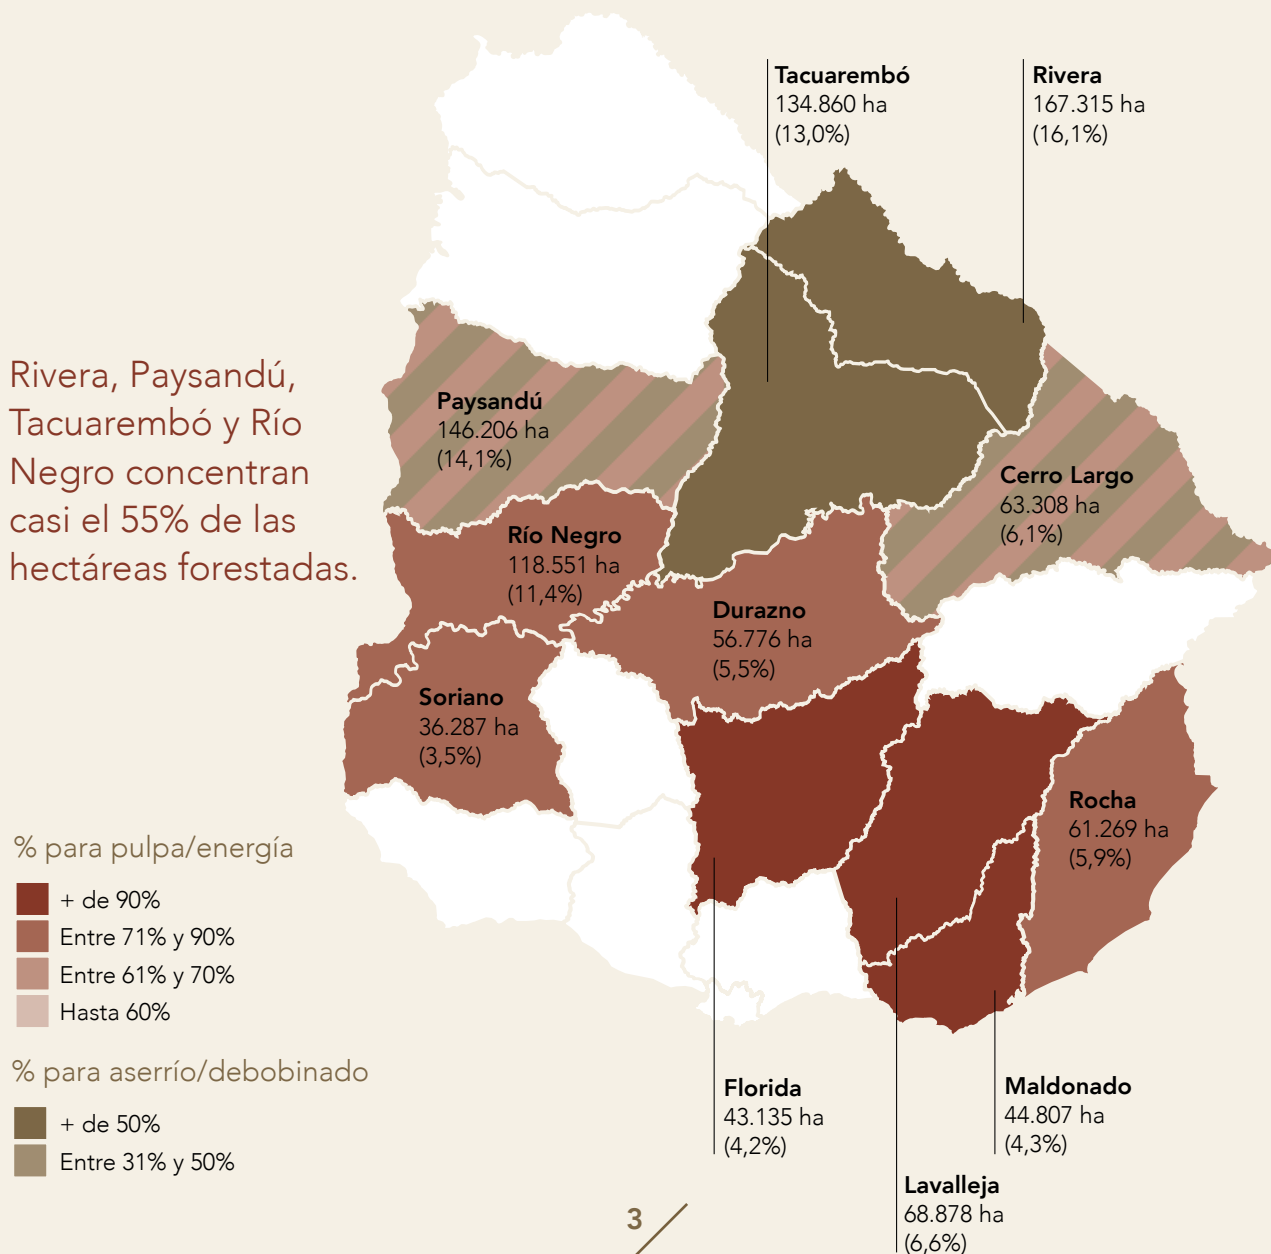 Tacuarembó
134.860 ha
(13,0%)
Rivera
167.315 ha
(16,1%)
Rivera, Paysandú,
Tacuarembó y Río
Negro concentran
casi el 55% de las
hectáreas forestadas.
Paysandú
146.206 ha
(14,1%)
Cerro Largo
63.308 ha
(6,1%)
Río Negro
118.551 ha
(11,4%)
Durazno
56.776 ha
(5,5%)
Soriano
36.287 ha
(3,5%)
Rocha
61.269 ha
(5,9%)
% para pulpa/energía
+ de 90%
Entre 71% y 90%
Entre 61% y 70%
Hasta 60%
% para aserrío/debobinado
+ de 50%
Entre 31% y 50%
Florida
43.135 ha
(4,2%)
Maldonado
44.807 ha
(4,3%)
Lavalleja
68.878 ha
(6,6%)
3